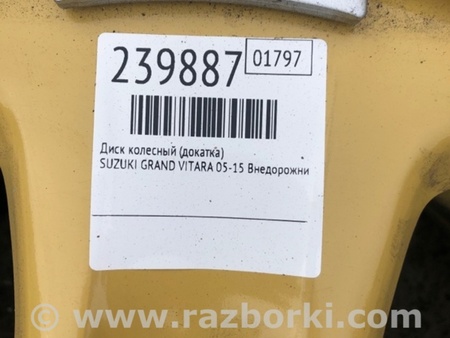 239887
01797
Диск колесный (докатка)
SUZUKI GRAND VITARA 05-15 Внедорожни
© www.razborki.com